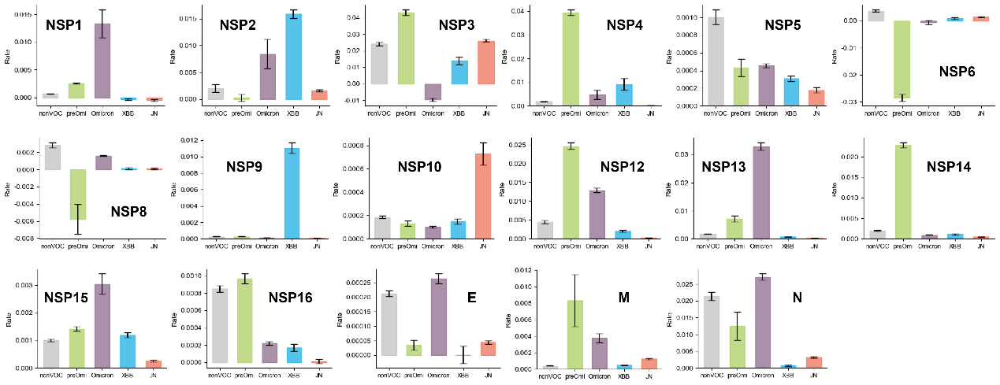 NSP1
Rate
0.015
0.010
0.005
0.000
nonVOC preOmi Omicron XBB JN
NSP2
Rate
0.015
0.010
0.005
0.000
nonVOC preOmi Omicron XBB JN
NSP3
Rate
0.04
0.03
0.02
0.01
0.00
-0.01
nonVOC preOmi Omicron XBB JN
NSP4
Rate
0.04
0.03
0.02
0.01
0.00
nonVOC preOmi Omicron XBB JN
NSP5
Rate
0.0010
0.0008
0.0006
0.0004
0.0002
0.0000
nonVOC preOmi Omicron XBB JN
NSP6
Rate
0.00
-0.01
-0.02
-0.03
nonVOC preOmi Omicron XBB JN
NSP8
Rate
0.002
0.000
-0.002
-0.004
-0.006
-0.008
nonVOC preOmi Omicron XBB JN
NSP9
Rate
0.012
0.010
0.008
0.006
0.004
0.002
0.000
nonVOC preOmi Omicron XBB JN
NSP10
Rate
0.0008
0.0006
0.0004
0.0002
0.0000
nonVOC preOmi Omicron XBB JN
NSP12
Rate
0.025
0.020
0.015
0.010
0.005
0.000
nonVOC preOmi Omicron XBB JN
NSP13
Rate
0.03
0.02
0.01
0.00
nonVOC preOmi Omicron XBB JN
NSP14
Rate
0.020
0.015
0.010
0.005
0.000
nonVOC preOmi Omicron XBB JN
NSP15
Rate
0.003
0.002
0.001
0.000
nonVOC preOmi Omicron XBB JN
NSP16
Rate
0.0010
0.0008
0.0006
0.0004
0.0002
0.0000
nonVOC preOmi Omicron XBB JN
E
Rate
0.00025
0.00020
0.00015
0.00010
0.00005
0.00000
nonVOC preOmi Omicron XBB JN
M
Rate
0.012
0.010
0.008
0.006
0.004
0.002
0.000
nonVOC preOmi Omicron XBB JN
N
Rate
0.025
0.020
0.015
0.010
0.005
0.000
nonVOC preOmi Omicron XBB JN